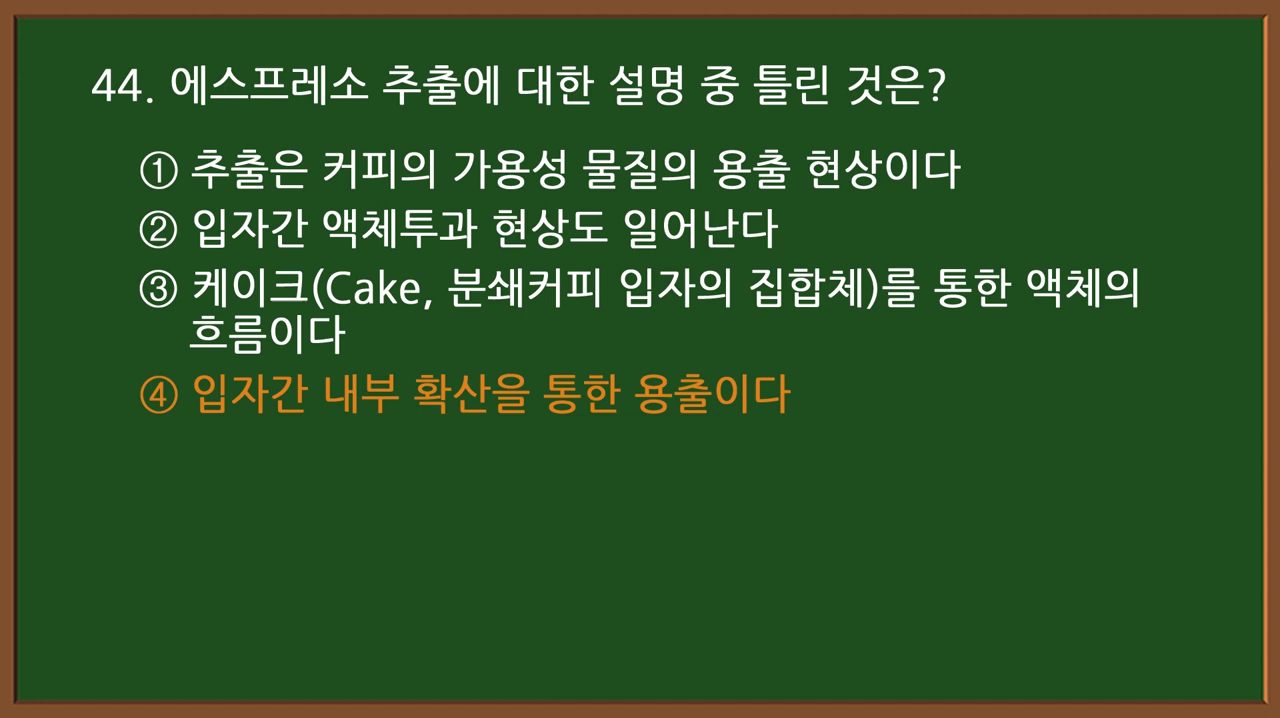 44. 에스프레소 추출에 대한 설명 중 틀린 것은?
① 추출은 커피의 가용성 물질의 용출 현상이다
② 입자간 액체투과 현상도 일어난다
③ 케이크(Cake, 분쇄커피 입자의 집합체)를 통한 액체의
흐름이다
④ 입자간 내부 확산을 통한 용출이다